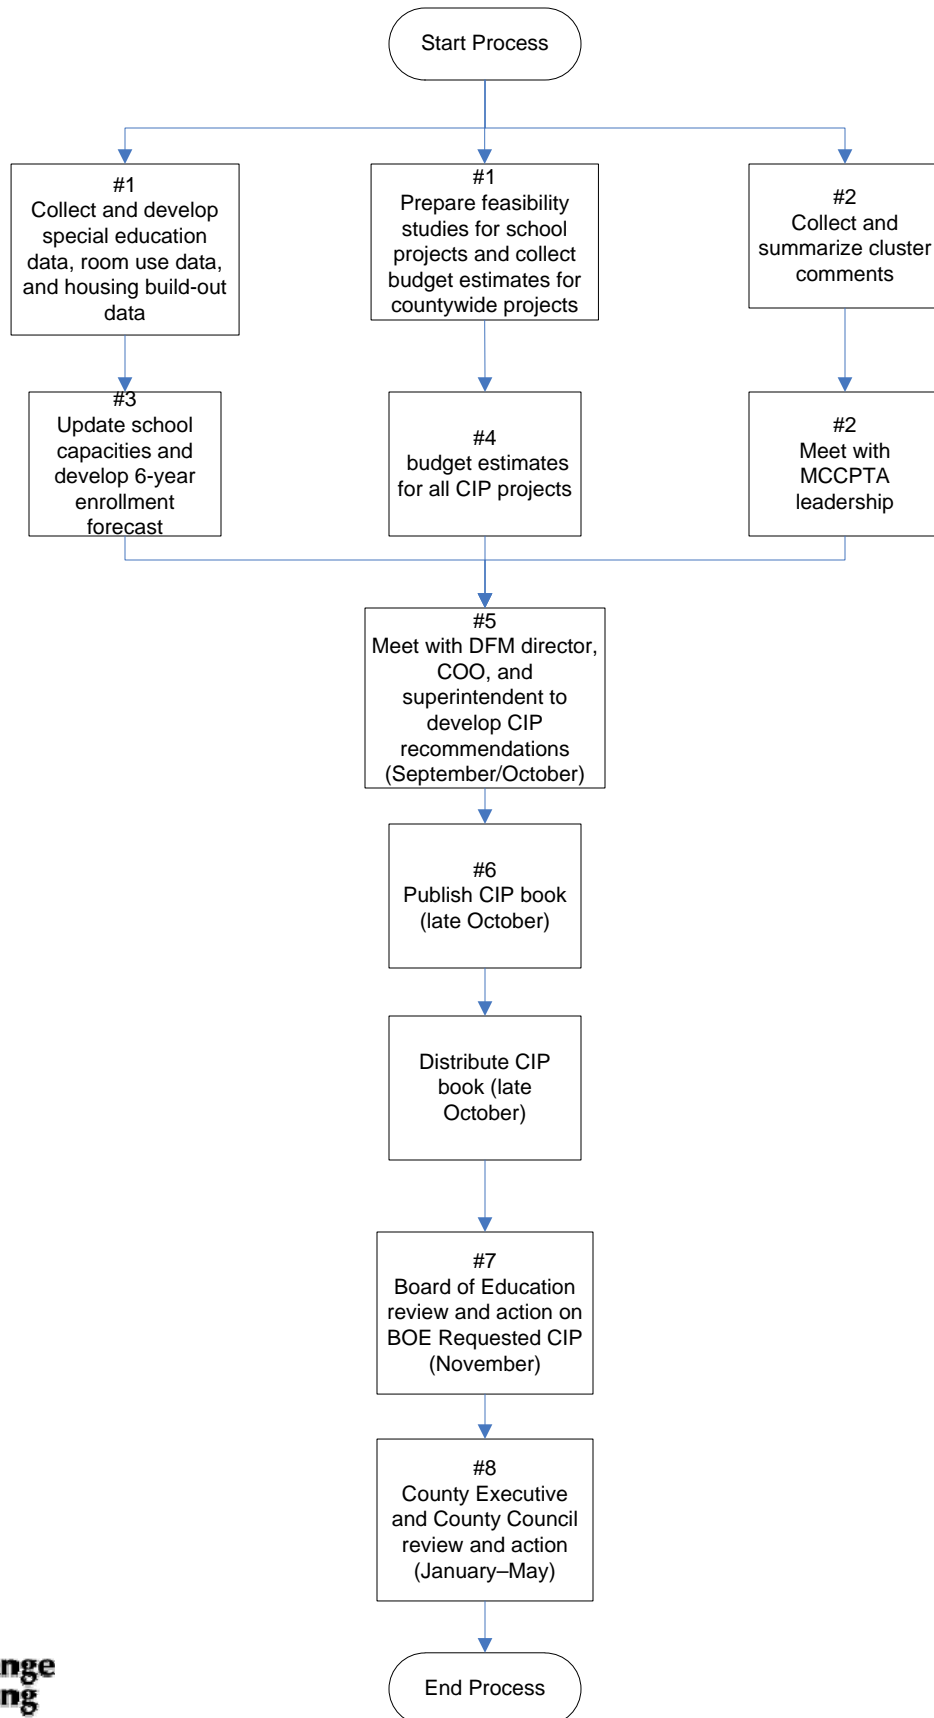 Start Process
#1
Collect and develop
special education
data, room use data,
and housing build-out
data
#1
Prepare feasibility
studies for school
projects and collect
budget estimates for
countywide projects
#2
Collect and
summarize cluster
comments
#3
Update school
capacities and
develop 6-year
enrollment
forecast
#4
budget estimates
for all CIP projects
#2
Meet with
MCCPTA
leadership
#5
Meet with DFM director,
COO, and
superintendent to
develop CIP
recommendations
(September/October)
#6
Publish CIP book
(late October)
Distribute CIP
book (late
October)
#7
Board of Education
review and action on
BOE Requested CIP
(November)
#8
County Executive
and County Council
review and action
(January–May)
End Process